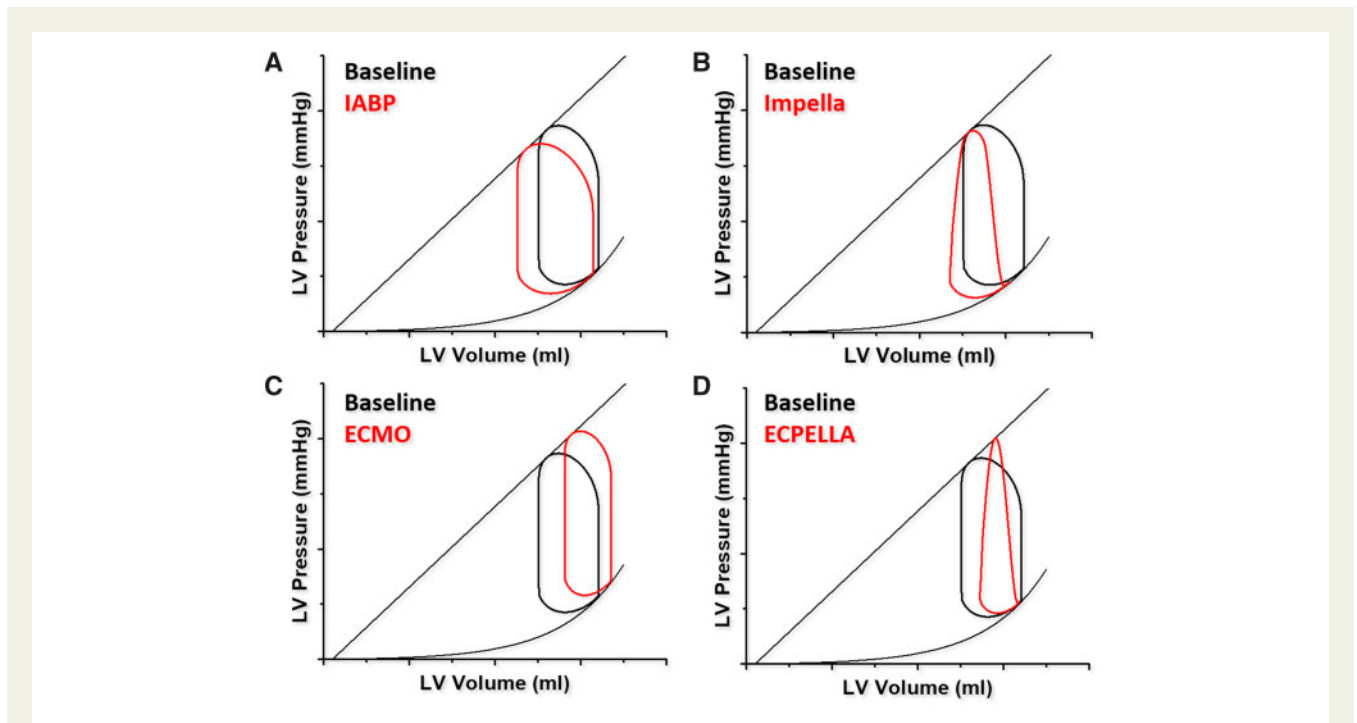 A
Baseline
IABP
LV Pressure (mmHg)
LV Volume (ml)
B
Baseline
Impella
LV Pressure (mmHg)
LV Volume (ml)
C
Baseline
ECMO
LV Pressure (mmHg)
LV Volume (ml)
D
Baseline
ECPELLA
LV Pressure (mmHg)
LV Volume (ml)